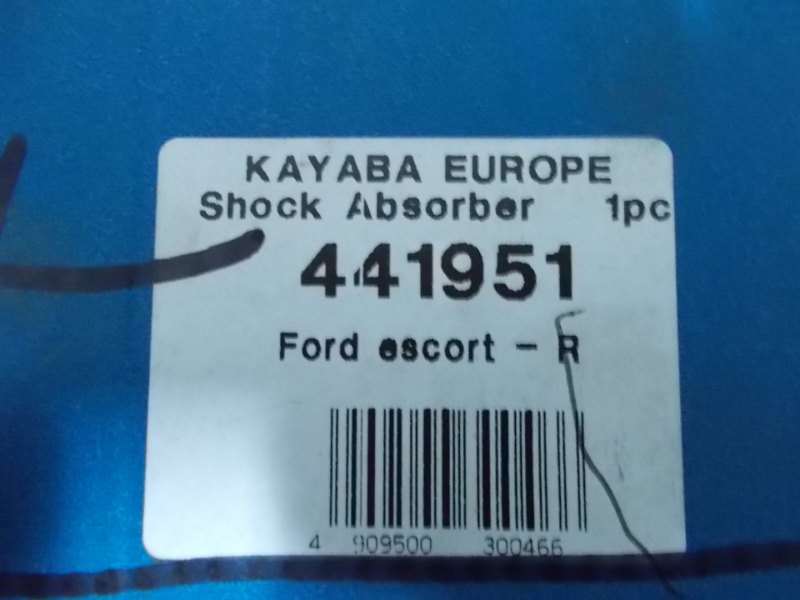 KAYABA EUROPE
Shock Absorber 1pc
441951
Ford escort - R
4 909500 300466